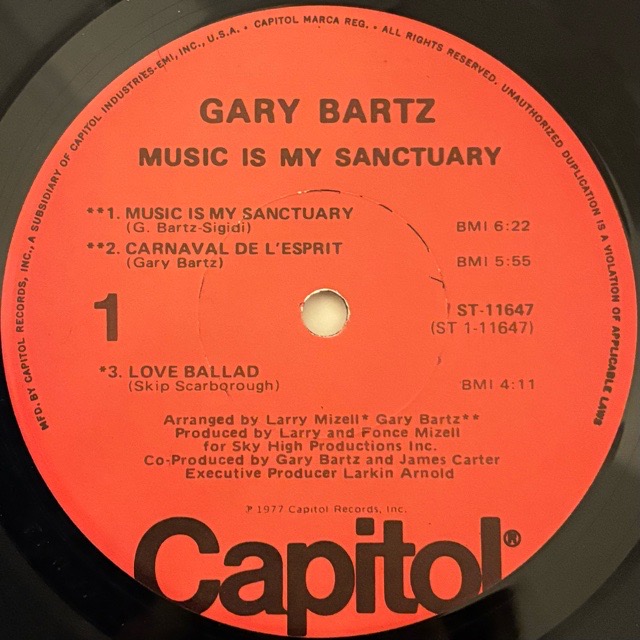 MFD. BY CAPITOL RECORDS, INC., A SUBSIDIARY OF CAPITOL INDUSTRIES-EMI, INC., U.S.A. • CAPITOL MARCA REG. • ALL RIGHTS RESERVED. UNAUTHORIZED DUPLICATION IS A VIOLATION OF APPLICABLE LAWS
GARY BARTZ
MUSIC IS MY SANCTUARY
**1. MUSIC IS MY SANCTUARY
(G. Bartz-Sigidi) BMI 6:22
**2. CARNAVAL DE L'ESPRIT
(Gary Bartz) BMI 5:55
1 ST-11647
(ST 1-11647)
*3. LOVE BALLAD
(Skip Scarborough) BMI 4:11
Arranged by Larry Mizell* Gary Bartz**
Produced by Larry and Fonce Mizell
for Sky High Productions Inc.
Co-Produced by Gary Bartz and James Carter
Executive Producer Larkin Arnold
℗ 1977 Capitol Records, Inc.
Capitol®